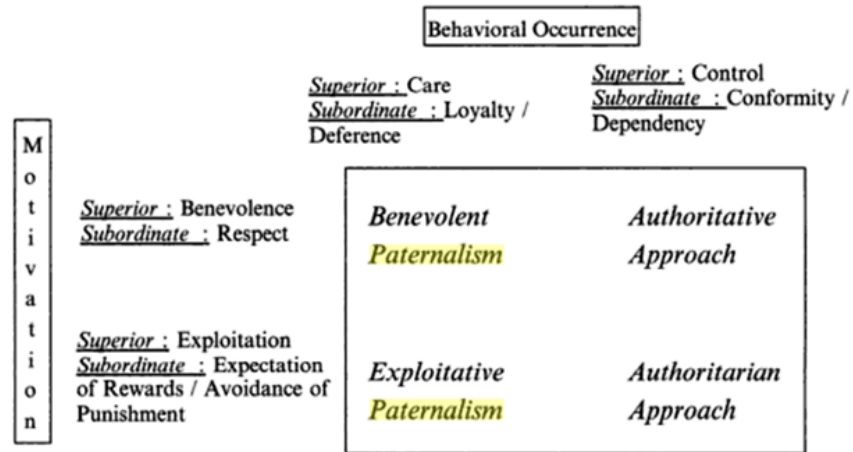 Behavioral Occurrence
Superior : Care
Subordinate : Loyalty /
Deference
Superior : Control
Subordinate : Conformity /
Dependency
Motivation
Superior : Benevolence
Subordinate : Respect
Benevolent
Paternalism
Authoritative
Approach
Superior : Exploitation
Subordinate : Expectation
of Rewards / Avoidance of
Punishment
Exploitative
Paternalism
Authoritarian
Approach